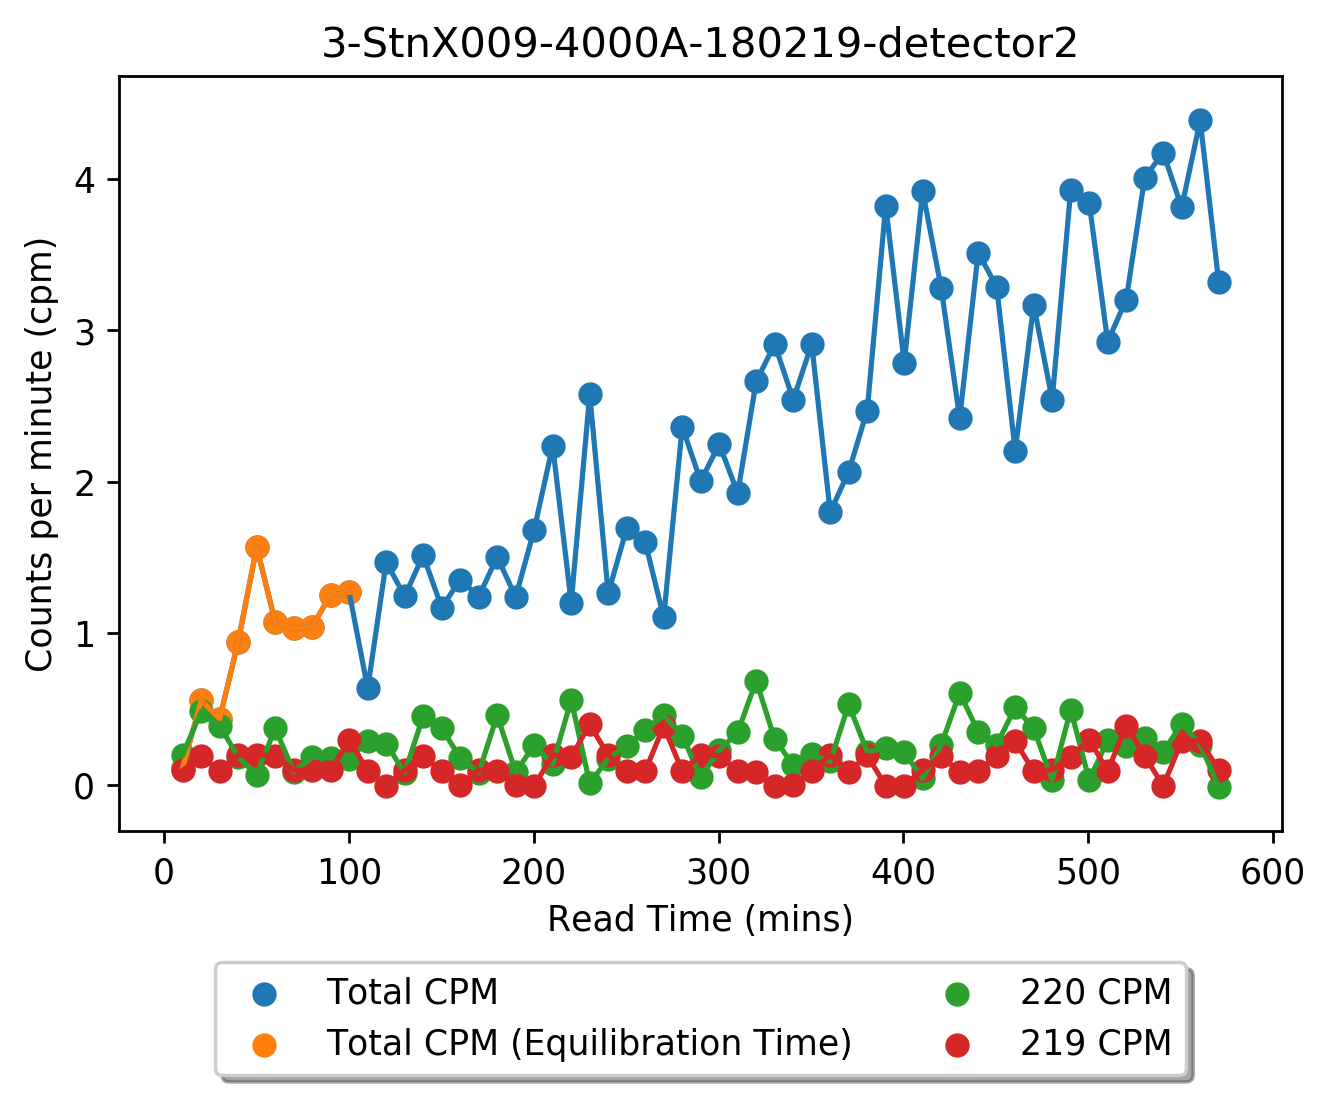 3-StnX009-4000A-180219-detector2
4
3
2
1
0
Counts per minute (cpm)
0 100 200 300 400 500 600
Read Time (mins)
Total CPM
Total CPM (Equilibration Time)
220 CPM
219 CPM